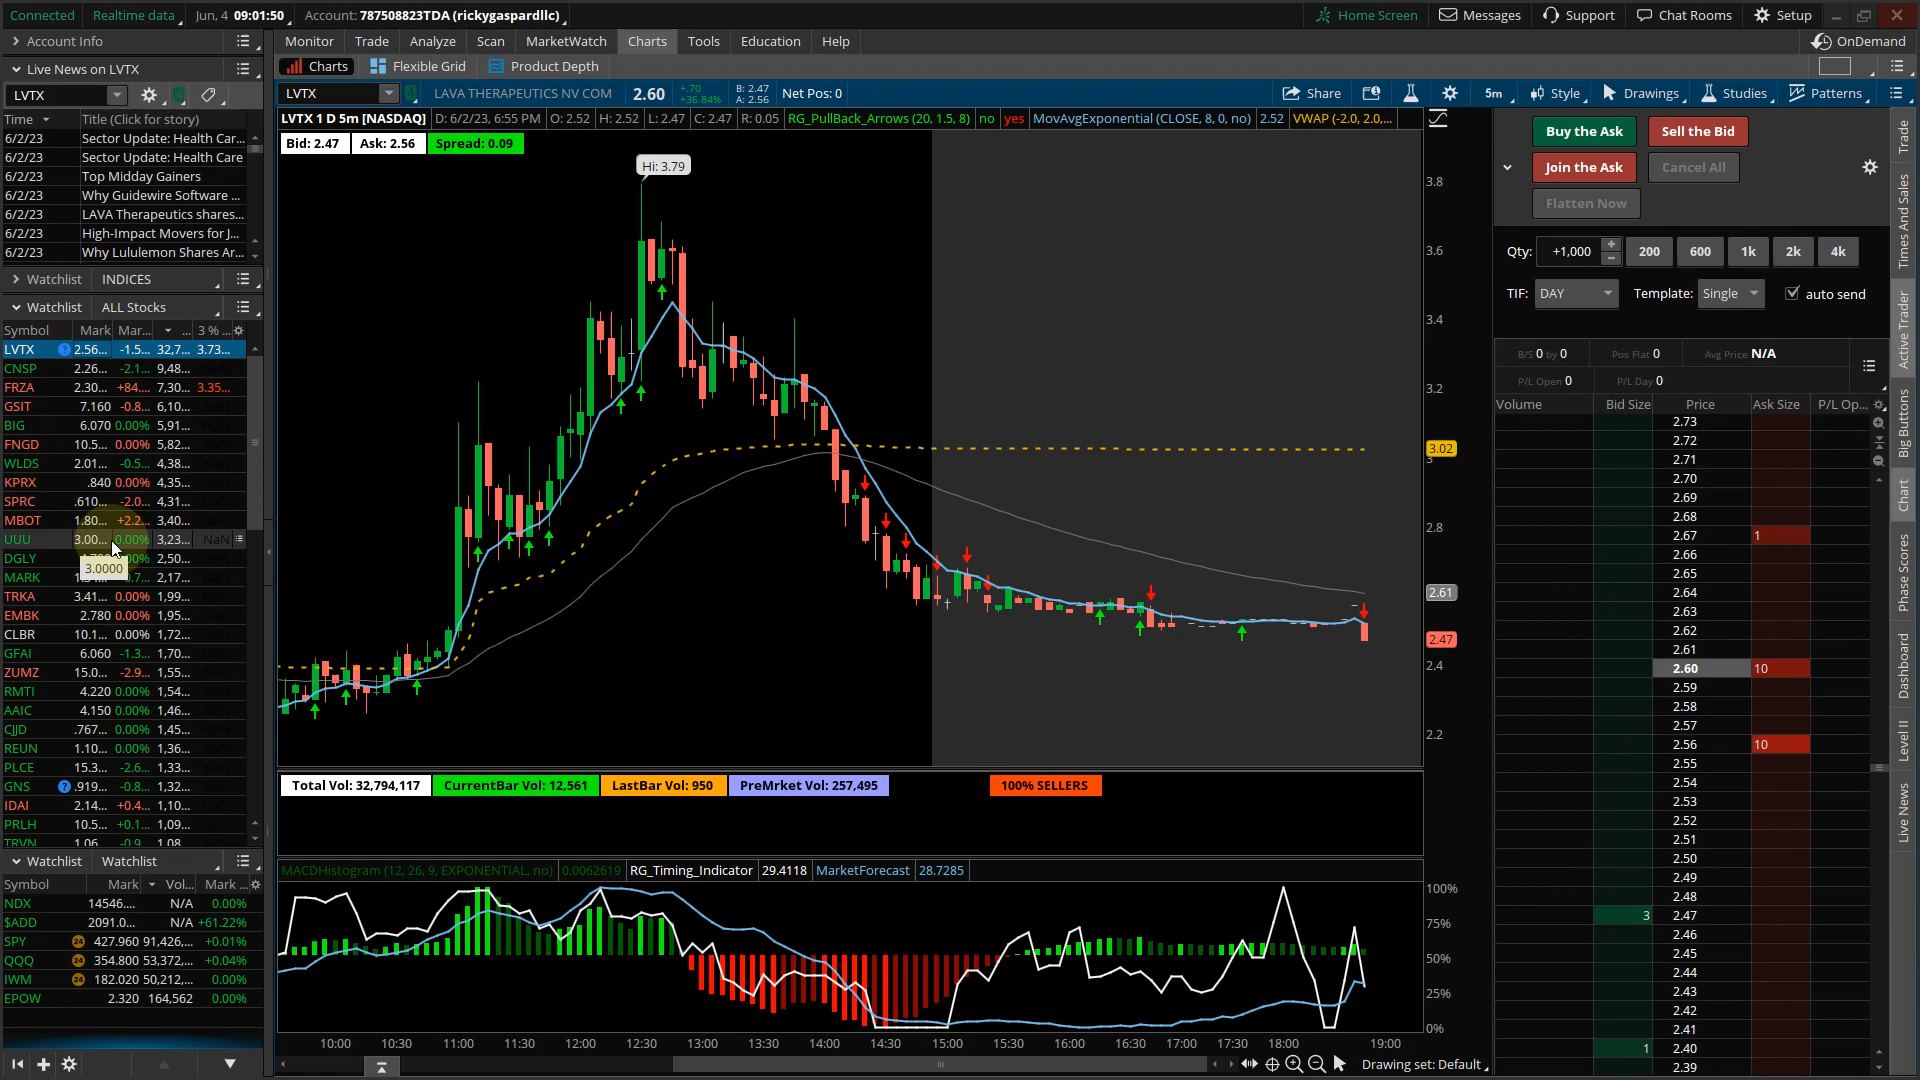 Connected Realtime data Jun, 4 09:01:50 Account: 787508823TDA (rickygaspardllc) Home Screen Messages Support Chat Rooms Setup
Account Info Monitor Trade Analyze Scan MarketWatch Charts Tools Education Help OnDemand
Live News on LVTX Charts Flexible Grid Product Depth
LVTX LVTX LAVA THERAPEUTICS NV COM 2.60 +.70 +36.84% B: 2.47 A: 2.56 Net Pos: 0 Share 5m Style Drawings Studies Patterns
LVTX 1 D 5m [NASDAQ] D: 6/2/23, 6:55 PM O: 2.52 H: 2.52 L: 2.47 C: 2.47 R: 0.05 RG_PullBack_Arrows (20, 1.5, 8) no yes MovAvgExponential (CLOSE, 8, 0, no) 2.52 VWAP (-2.0, 2.0,...
Bid: 2.47 Ask: 2.56 Spread: 0.09
Time Title (Click for story)
6/2/23 Sector Update: Health Car...
6/2/23 Sector Update: Health Care
6/2/23 Top Midday Gainers
6/2/23 Why Guidewire Software ...
6/2/23 LAVA Therapeutics shares...
6/2/23 High-Impact Movers for J...
6/2/23 Why Lululemon Shares Ar...
Watchlist INDICES
Watchlist ALL Stocks
Symbol Mark Mar... ... 3 % ...
LVTX 2.56... -1.5... 32,7... 3.73...
CNSP 2.26... -2.1... 9,48...
FRZA 2.30... +84.... 7,30... 3.35...
GSIT 7.160 -0.8... 6,10...
BIG 6.070 0.00% 5,91...
FNGD 10.5... 0.00% 5,82...
WLDS 2.01... -0.5... 4,38...
KPRX .840 0.00% 4,35...
SPRC .610... -2.0... 4,31...
MBOT 1.80... +2.2... 3,40...
UUU 3.00... 0.00% 3,23... NaN
DGLY 2,50...
3.0000
MARK 2,17...
TRKA 3.41... 0.00% 1,99...
EMBK 2.780 0.00% 1,95...
CLBR 10.1... 0.00% 1,72...
GFAI 6.060 -1.3... 1,70...
ZUMZ 15.0... -2.9... 1,55...
RMTI 4.220 0.00% 1,54...
AAIC 4.150 0.00% 1,46...
CJJD .767... 0.00% 1,45...
REUN 1.10... 0.00% 1,36...
PLCE 15.3... -2.6... 1,33...
GNS .919... -0.8... 1,32...
IDAI 2.14... +0.4... 1,10...
PRLH 10.5... +0.1... 1,09...
Watchlist Watchlist
Symbol Mark Vol... Mark ...
NDX 14546.... N/A 0.00%
$ADD 2091.0... N/A +61.22%
SPY 24 427.960 91,426,... +0.01%
QQQ 24 354.800 53,372,... +0.04%
IWM 24 182.020 50,212,... 0.00%
EPOW 2.320 164,562 0.00%
Hi: 3.79
3.8
3.6
3.4
3.2
3.02
3
2.8
2.61
2.47
2.4
2.2
Total Vol: 32,794,117 CurrentBar Vol: 12,561 LastBar Vol: 950 PreMrket Vol: 257,495 100% SELLERS
MACDHistogram (12, 26, 9, EXPONENTIAL, no) 0.0062619 RG_Timing_Indicator 29.4118 MarketForecast 28.7285
100%
75%
50%
25%
0%
10:00 10:30 11:00 11:30 12:00 12:30 13:00 13:30 14:00 14:30 15:00 15:30 16:00 16:30 17:00 17:30 18:00 19:00
Drawing set: Default
Buy the Ask Sell the Bid
Join the Ask Cancel All
Flatten Now
Qty: +1,000 200 600 1k 2k 4k
TIF: DAY Template: Single auto send
B/S 0 by 0 Pos Flat 0 Avg Price N/A
P/L Open 0 P/L Day 0
Volume Bid Size Price Ask Size P/L Op...
2.73
2.72
2.71
2.70
2.69
2.68
2.67 1
2.66
2.65
2.64
2.63
2.62
2.61
2.60 10
2.59
2.58
2.57
2.56 10
2.55
2.54
2.53
2.52
2.51
2.50
2.49
2.48
3 2.47
2.46
2.45
2.44
2.43
2.42
2.41
1 2.40
2.39
Trade
Times And Sales
Active Trader
Big Buttons
Chart
Phase Scores
Dashboard
Level II
Live News